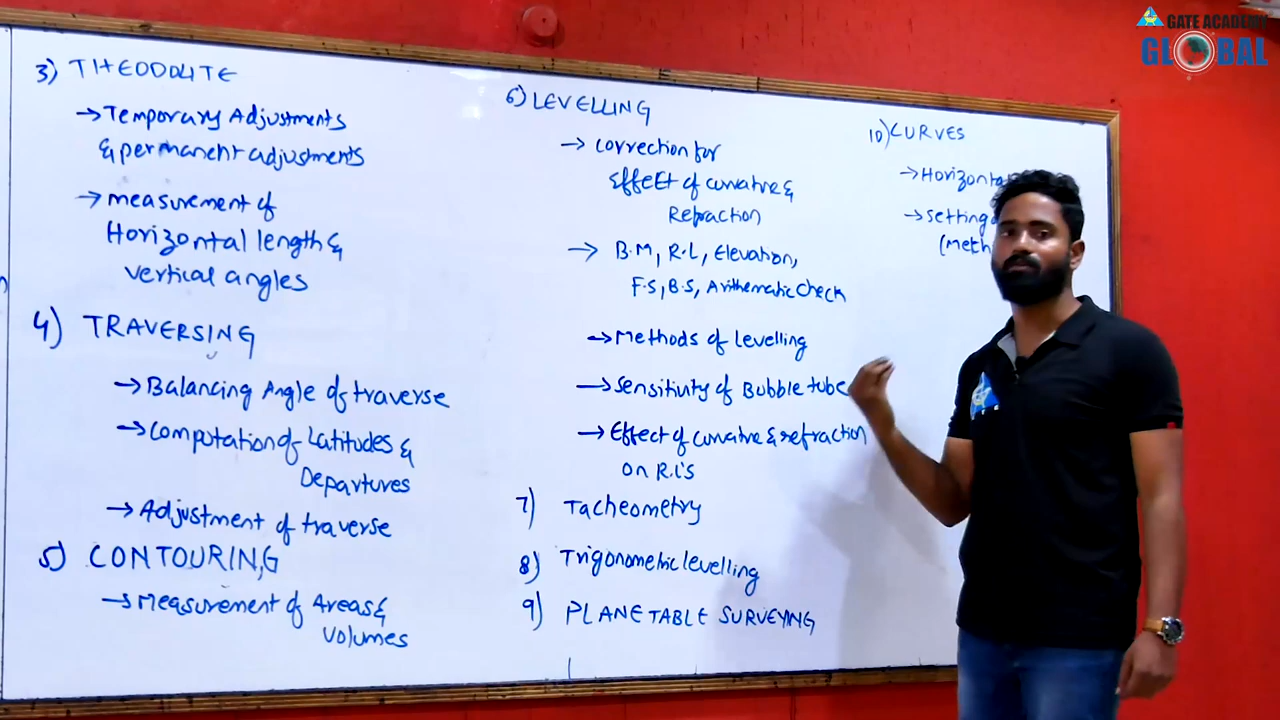 3) THEODOLITE
→ Temporary Adjustments
& permanent adjustments
→ measurement of
Horizontal length &
vertical angles
4) TRAVERSING
→ Balancing Angle of traverse
→ computation of Latitudes &
Departures
→ Adjustment of traverse
5) CONTOURING
→ Measurement of Areas &
volumes
6) LEVELLING
→ correction for
Effect of curvature &
Refraction
→ B.M, R.L, Elevation,
F.S, B.S, Arithematic check
→ Methods of levelling
→ Sensitivity of Bubble tube
→ Effect of curvature & refraction
on R.L's
7) Tacheometry
8) Trigonometric levelling
9) PLANE TABLE SURVEYING
10) CURVES
→ Horizonta
→ setting
(Meth
GATE ACADEMY
GLOBAL